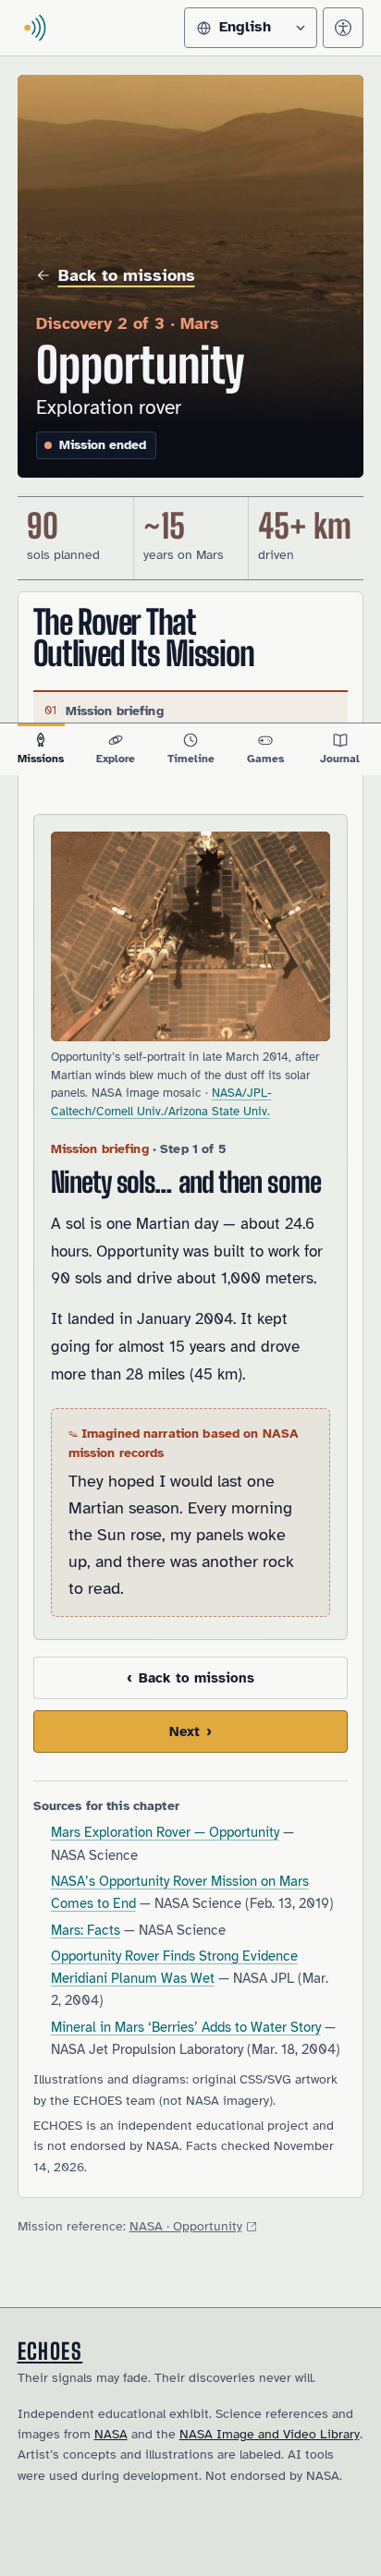 English
← Back to missions
Discovery 2 of 3 · Mars
Opportunity
Exploration rover
Mission ended
90
sols planned
~15
years on Mars
45+ km
driven
The Rover That
Outlived Its Mission
01 Mission briefing
Missions
Explore
Timeline
Games
Journal
Opportunity's self-portrait in late March 2014, after
Martian winds blew much of the dust off its solar
panels. NASA image mosaic · NASA/JPL-
Caltech/Cornell Univ./Arizona State Univ.
Mission briefing · Step 1 of 5
Ninety sols… and then some
A sol is one Martian day — about 24.6
hours. Opportunity was built to work for
90 sols and drive about 1,000 meters.
It landed in January 2004. It kept
going for almost 15 years and drove
more than 28 miles (45 km).
Imagined narration based on NASA
mission records
They hoped I would last one
Martian season. Every morning
the Sun rose, my panels woke
up, and there was another rock
to read.
‹ Back to missions
Next ›
Sources for this chapter
Mars Exploration Rover — Opportunity —
NASA Science
NASA's Opportunity Rover Mission on Mars
Comes to End — NASA Science (Feb. 13, 2019)
Mars: Facts — NASA Science
Opportunity Rover Finds Strong Evidence
Meridiani Planum Was Wet — NASA JPL (Mar.
2, 2004)
Mineral in Mars ‘Berries’ Adds to Water Story —
NASA Jet Propulsion Laboratory (Mar. 18, 2004)
Illustrations and diagrams: original CSS/SVG artwork
by the ECHOES team (not NASA imagery).
ECHOES is an independent educational project and
is not endorsed by NASA. Facts checked November
14, 2026.
Mission reference: NASA · Opportunity
ECHOES
Their signals may fade. Their discoveries never will.
Independent educational exhibit. Science references and
images from NASA and the NASA Image and Video Library.
Artist's concepts and illustrations are labeled. AI tools
were used during development. Not endorsed by NASA.